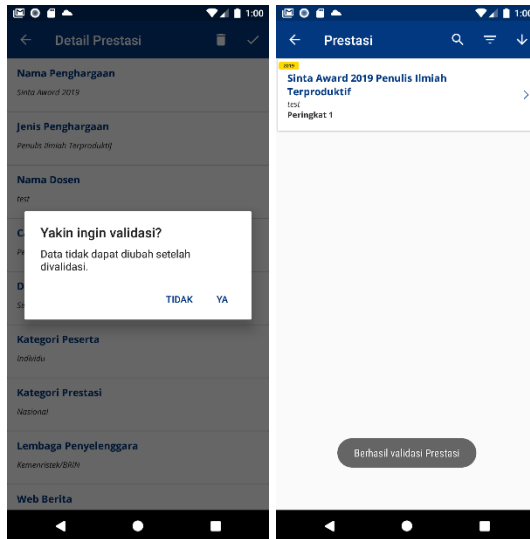 1:00
Detail Prestasi
Nama Penghargaan
Sinta Award 2019
Jenis Penghargaan
Penulis Ilmiah Terproduktif
Nama Dosen
test
Yakin ingin validasi?
Data tidak dapat diubah setelah
divalidasi.
TIDAK YA
Kategori Peserta
Individu
Kategori Prestasi
Nasional
Lembaga Penyelenggara
Kemenristek/BRIN
Web Berita
1:00
Prestasi
2019
Sinta Award 2019 Penulis Ilmiah
Terproduktif
test
Peringkat 1
Berhasil validasi Prestasi